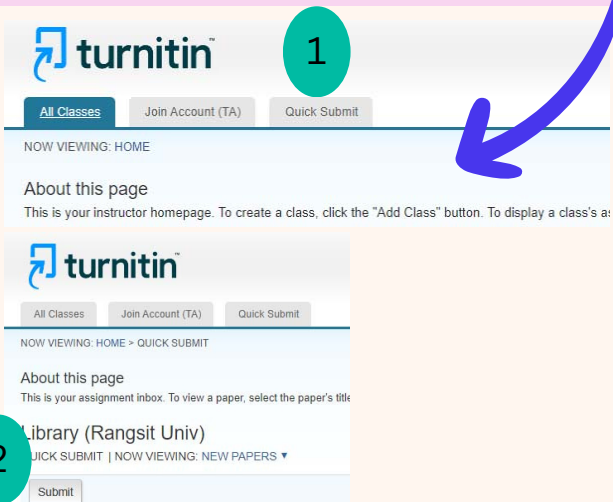 turnitin
1
All Classes Join Account (TA) Quick Submit
NOW VIEWING: HOME
About this page
This is your instructor homepage. To create a class, click the "Add Class" button. To display a class's
turnitin
All Classes Join Account (TA) Quick Submit
NOW VIEWING: HOME > QUICK SUBMIT
About this page
This is your assignment inbox. To view a paper, select the paper's title
Library (Rangsit Univ)
2
QUICK SUBMIT | NOW VIEWING: NEW PAPERS ▼
Submit